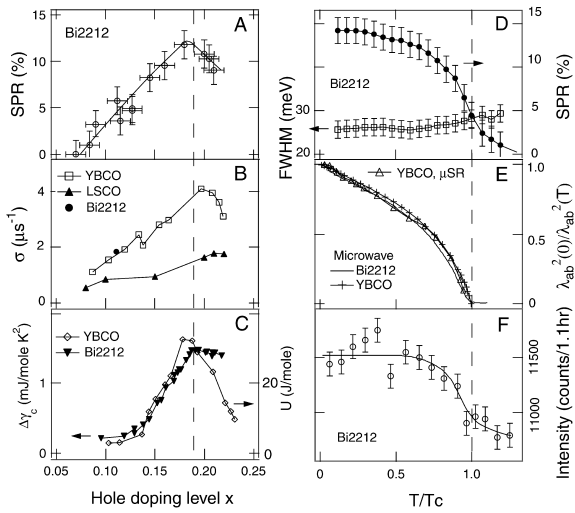 A
Bi2212
SPR (%)
15
10
5
0
B
YBCO
LSCO
Bi2212
σ (μs⁻¹)
4
2
0
C
YBCO
Bi2212
Δγc (mJ/mole K²)
1
0
20
0
U (J/mole)
0.05 0.10 0.15 0.20 0.25
Hole doping level x
D
Bi2212
FWHM (meV)
30
20
15
10
5
0
SPR (%)
E
YBCO, μSR
Microwave
Bi2212
YBCO
1.0
0.5
0
λab²(0)/λab²(T)
F
Bi2212
11500
11000
Intensity (counts/1.1hr)
0 0.5 1.0
T/Tc